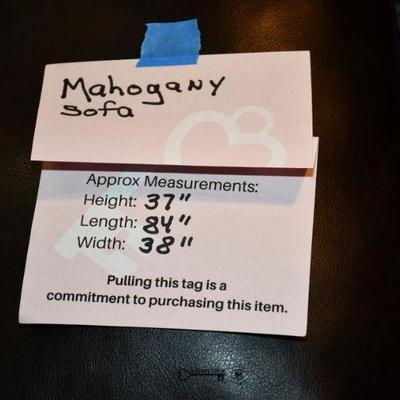 Mahogany
Sofa
Approx Measurements:
Height: 37"
Length: 84"
Width: 38"
Pulling this tag is a
commitment to purchasing this item.